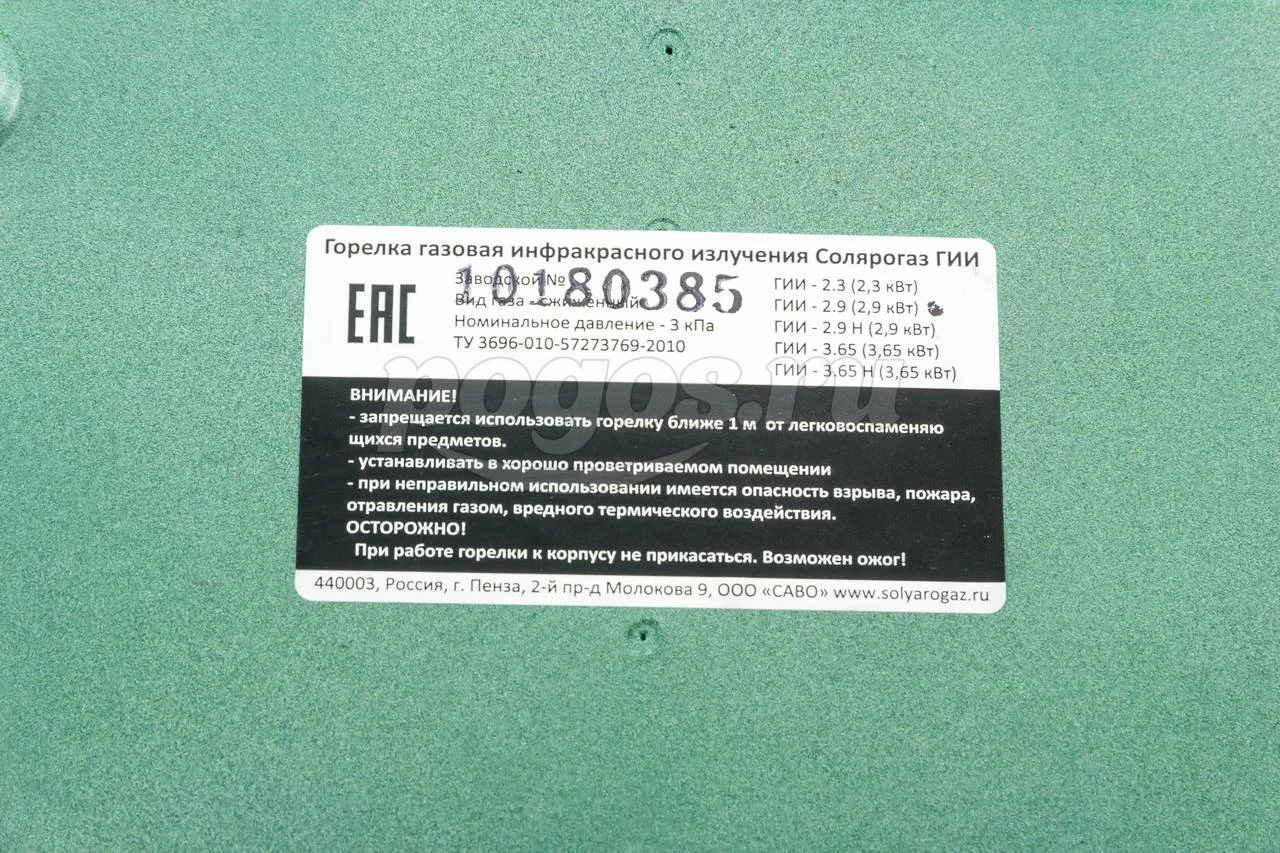 Горелка газовая инфракрасного излучения Солярогаз ГИИ
EAC
Заводской №
10180385
Вид газа - сжиженный
Номинальное давление - 3 кПа
ТУ 3696-010-57273769-2010
ГИИ - 2.3 (2,3 кВт)
ГИИ - 2.9 (2,9 кВт)
ГИИ - 2.9 Н (2,9 кВт)
ГИИ - 3.65 (3,65 кВт)
ГИИ - 3.65 Н (3,65 кВт)
pogos.ru
ВНИМАНИЕ!
- запрещается использовать горелку ближе 1 м от легковоспаменяю
щихся предметов.
- устанавливать в хорошо проветриваемом помещении
- при неправильном использовании имеется опасность взрыва, пожара,
отравления газом, вредного термического воздействия.
ОСТОРОЖНО!
При работе горелки к корпусу не прикасаться. Возможен ожог!
440003, Россия, г. Пенза, 2-й пр-д Молокова 9, ООО «САВО» www.solyarogaz.ru